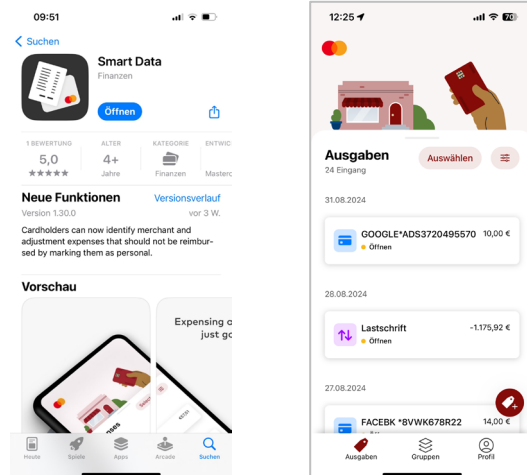 09:51
Suchen
Smart Data
Finanzen
Öffnen
1 BEWERTUNG
ALTER
KATEGORIE
ENTWIC
5,0
4+
★★★★★
Jahre
Finanzen
Masterc
Neue Funktionen
Versionsverlauf
Version 1.30.0
vor 3 W.
Cardholders can now identify merchant and
adjustment expenses that should not be reimbur-
sed by marking them as personal.
Vorschau
Expensing
just
Heute
Spiele
Apps
Arcade
Suchen
12:25
70
Ausgaben
Auswählen
24 Eingang
31.08.2024
GOOGLE*ADS3720495570
10,00 €
Öffnen
28.08.2024
Lastschrift
-1.175,92 €
Öffnen
27.08.2024
FACEBK *8VWK678R22
14,00 €
Ausgaben
Gruppen
Profil